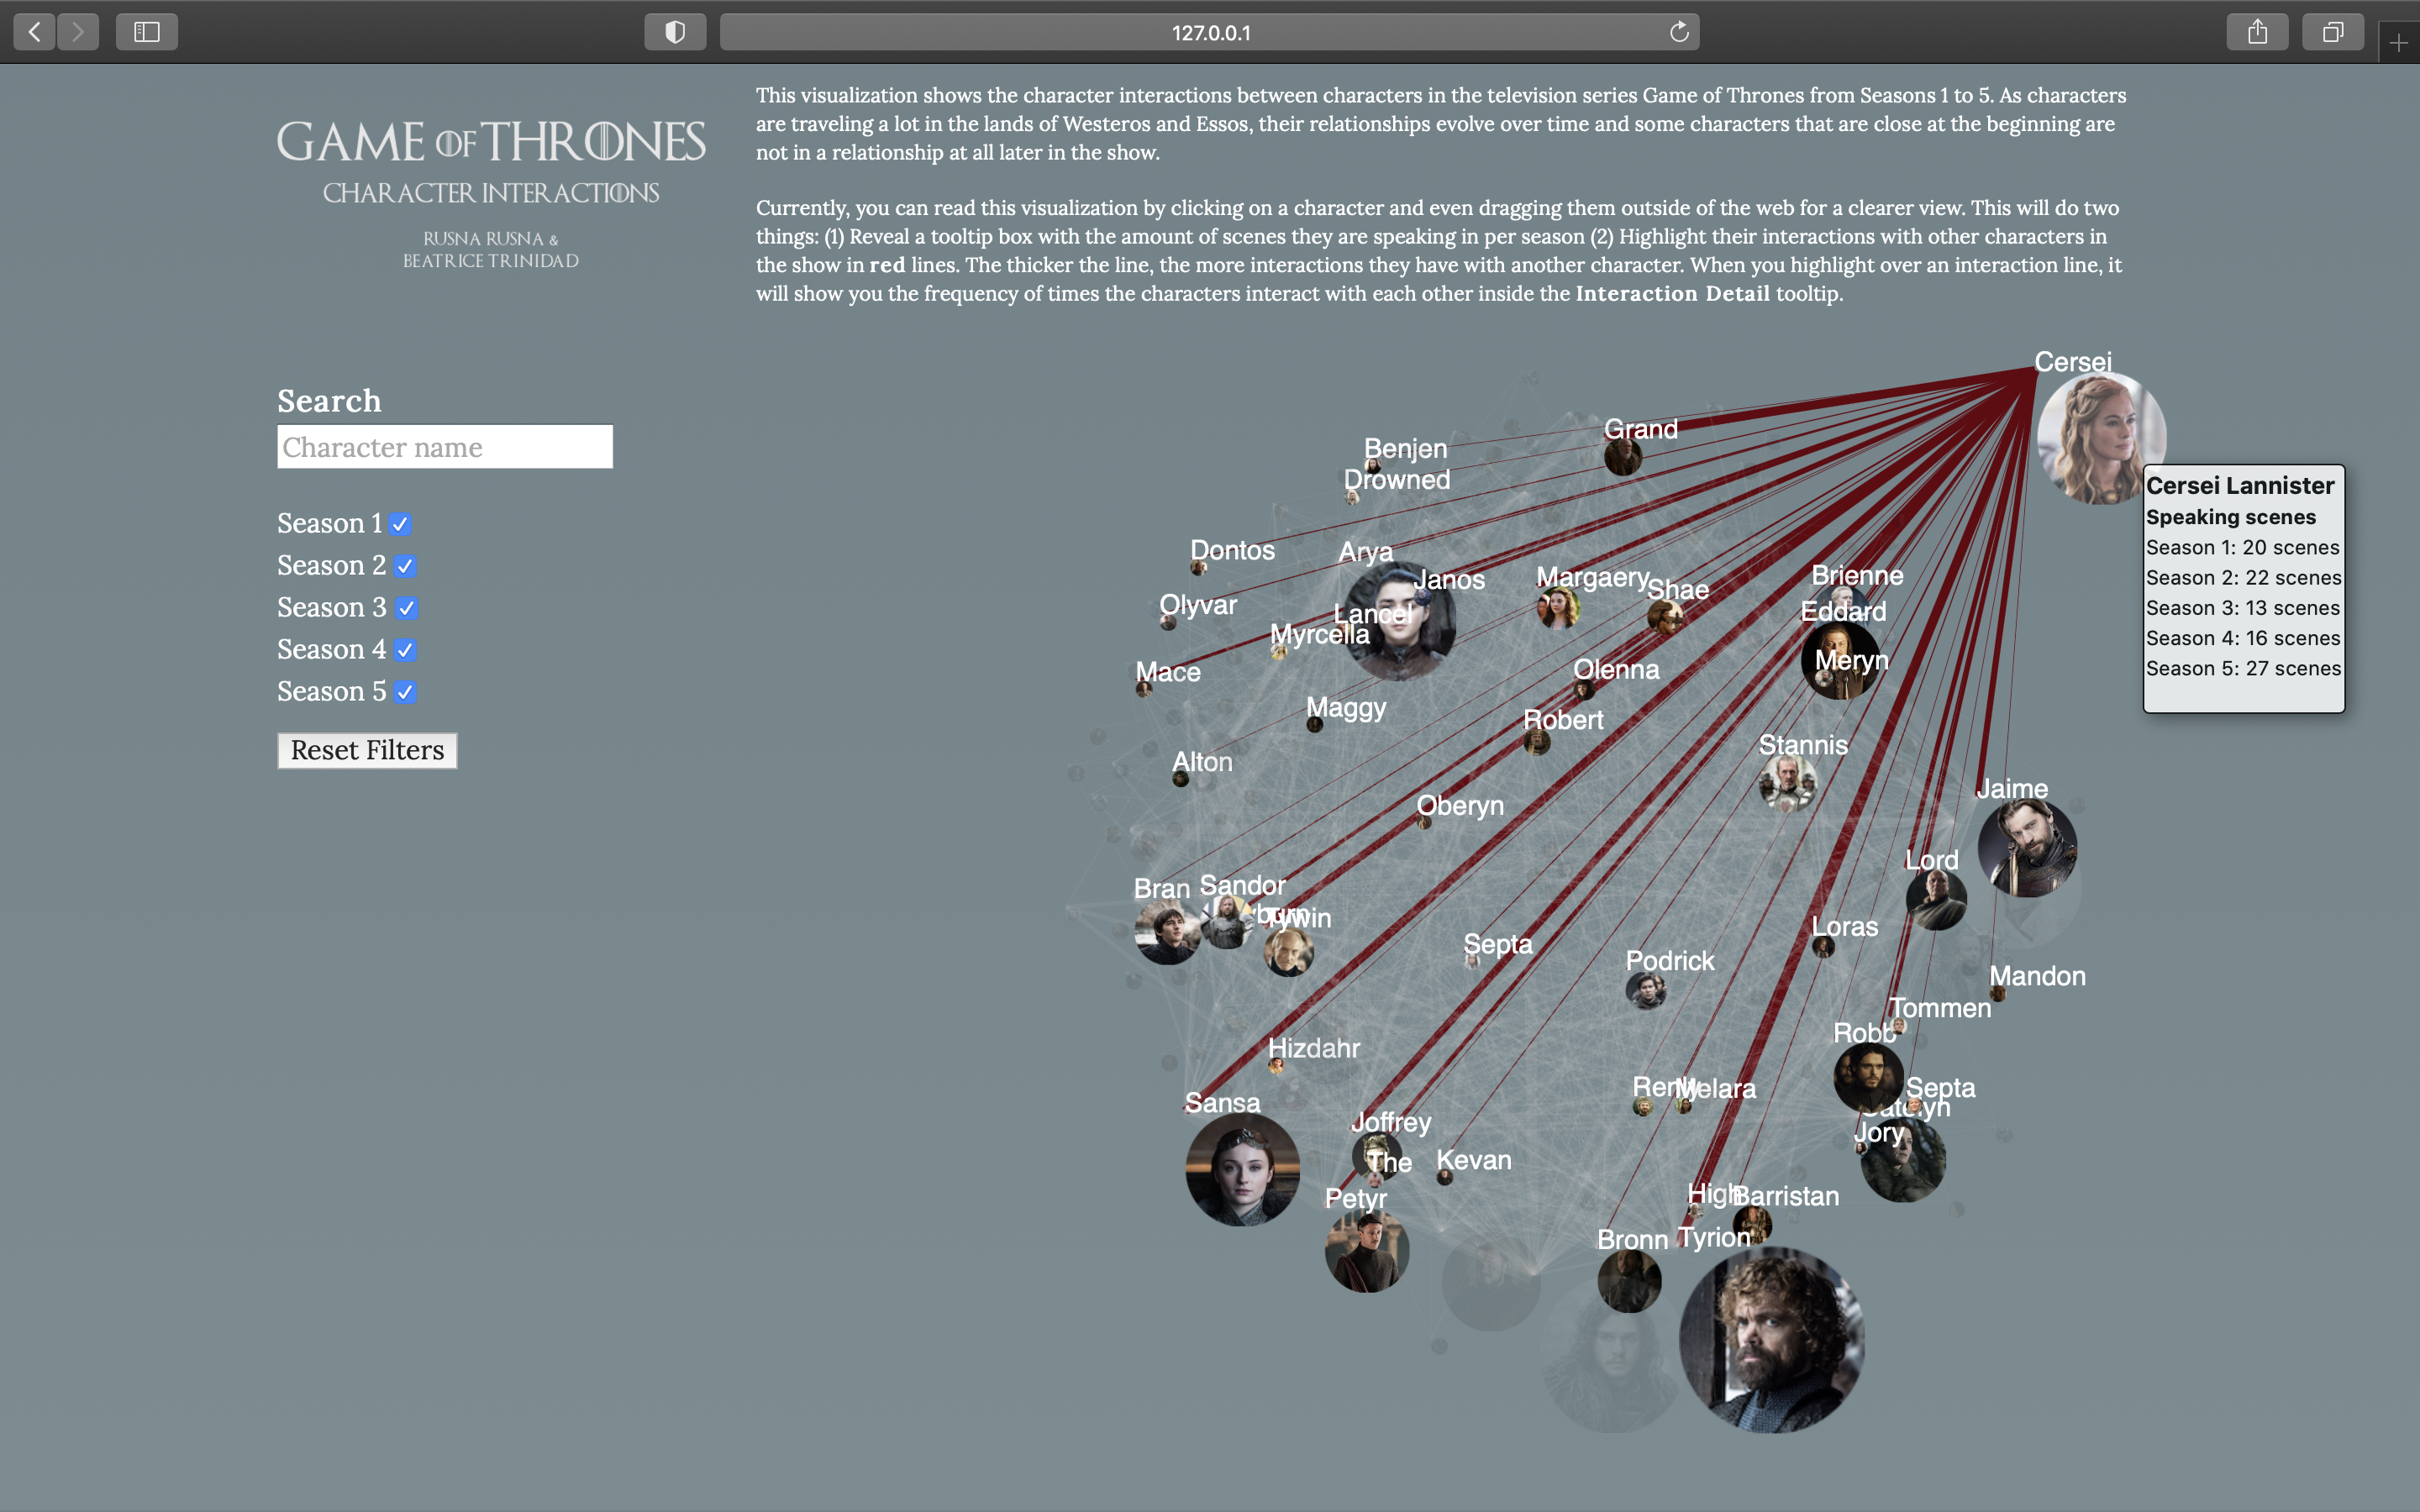 127.0.0.1
GAME OF THRONES
CHARACTER INTERACTIONS
RUSNA RUSNA &
BEATRICE TRINIDAD
This visualization shows the character interactions between characters in the television series Game of Thrones from Seasons 1 to 5. As characters
are traveling a lot in the lands of Westeros and Essos, their relationships evolve over time and some characters that are close at the beginning are
not in a relationship at all later in the show.
Currently, you can read this visualization by clicking on a character and even dragging them outside of the web for a clearer view. This will do two
things: (1) Reveal a tooltip box with the amount of scenes they are speaking in per season (2) Highlight their interactions with other characters in
the show in red lines. The thicker the line, the more interactions they have with another character. When you highlight over an interaction line, it
will show you the frequency of times the characters interact with each other inside the Interaction Detail tooltip.
Search
Character name
Season 1
Season 2
Season 3
Season 4
Season 5
Reset Filters
Cersei
Cersei Lannister
Speaking scenes
Season 1: 20 scenes
Season 2: 22 scenes
Season 3: 13 scenes
Season 4: 16 scenes
Season 5: 27 scenes
Grand
Benjen
Drowned
Dontos
Arya
Janos
Margaery
Shae
Brienne
Olyvar
Lancel
Eddard
Myrcella
Mace
Olenna
Meryn
Maggy
Robert
Stannis
Alton
Jaime
Oberyn
Lord
Bran
Sandor
Tywin
Loras
Septa
Podrick
Mandon
Tommen
Robb
Hizdahr
Renly
Melara
Septa
Catelyn
Sansa
Joffrey
Jory
The
Kevan
Petyr
High
Barristan
Bronn
Tyrion